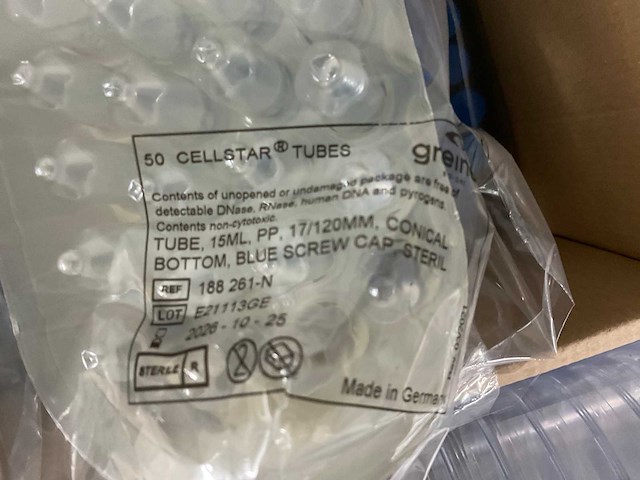 50 CELLSTAR® TUBES
grein
Contents of unopened or undamaged package are free of
detectable DNase, RNase, human DNA and pyrogens.
Contents non-cytotoxic.
TUBE, 15ML, PP, 17/120MM, CONICAL
BOTTOM, BLUE SCREW CAP, STERIL
REF 188 261-N
LOT E21113GE
2026-10-25
STERILE R
Made in German